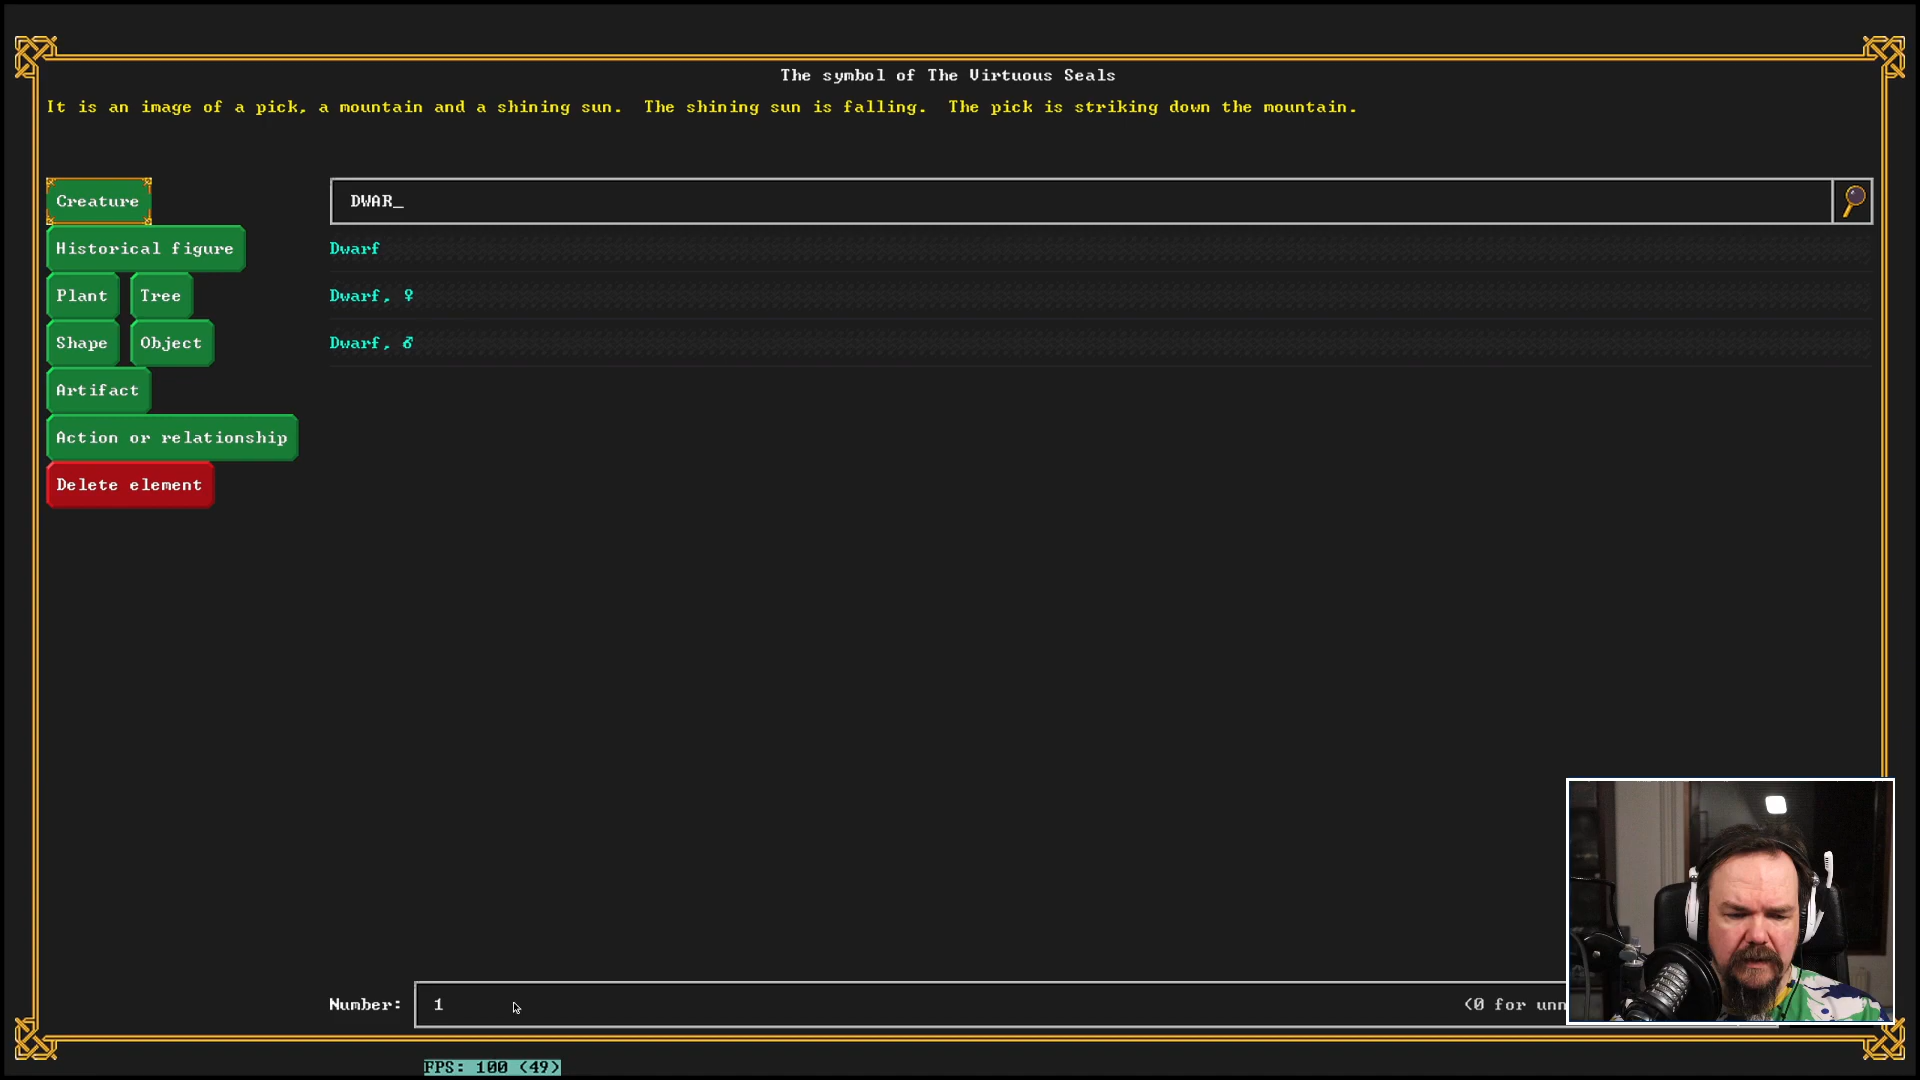 The symbol of The Virtuous Seals
It is an image of a pick, a mountain and a shining sun.  The shining sun is falling.  The pick is striking down the mountain.
Creature
DWAR_
Historical figure
Dwarf
Plant
Tree
Dwarf, ♀
Shape
Object
Dwarf, ♂
Artifact
Action or relationship
Delete element
Number:
1
(0 for
FPS: 100 (49)